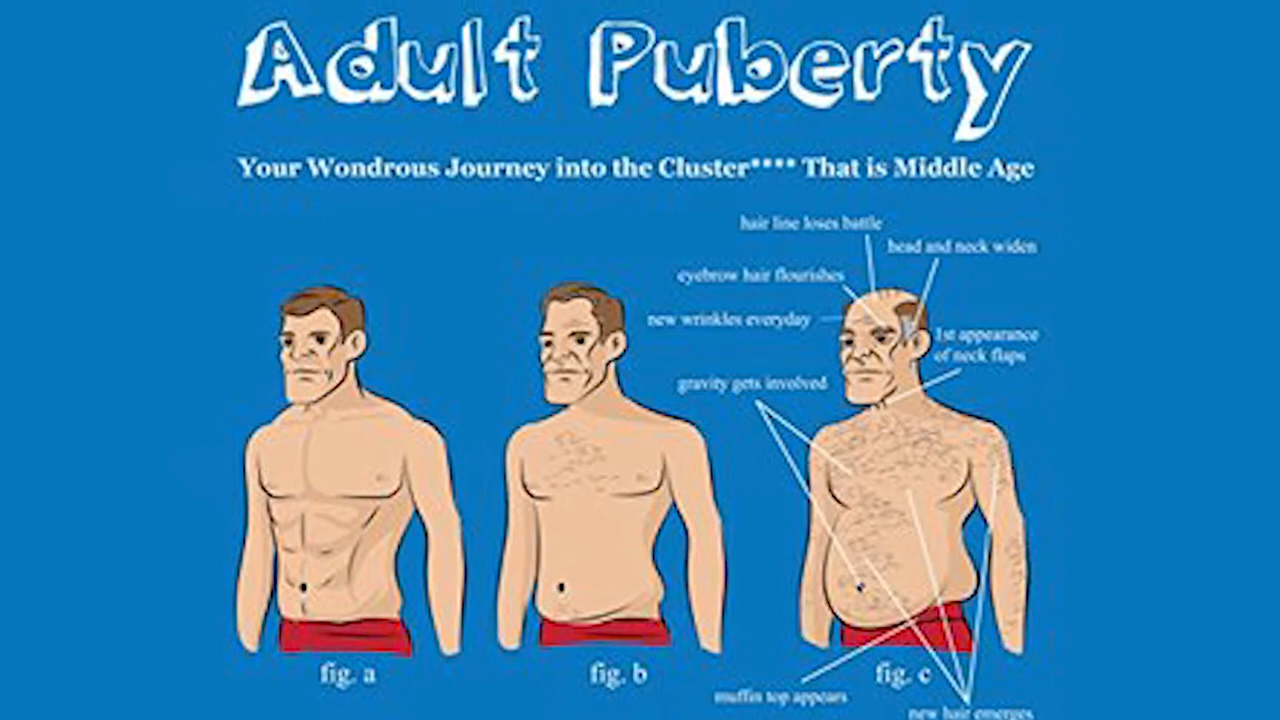 Adult Puberty
Your Wondrous Journey into the Cluster**** That is Middle Age
hair line loses battle
head and neck widen
eyebrow hair flourishes
new wrinkles everyday
1st appearance
of neck flaps
gravity gets involved
fig. a
fig. b
fig. c
muffin top appears
new hair emerges